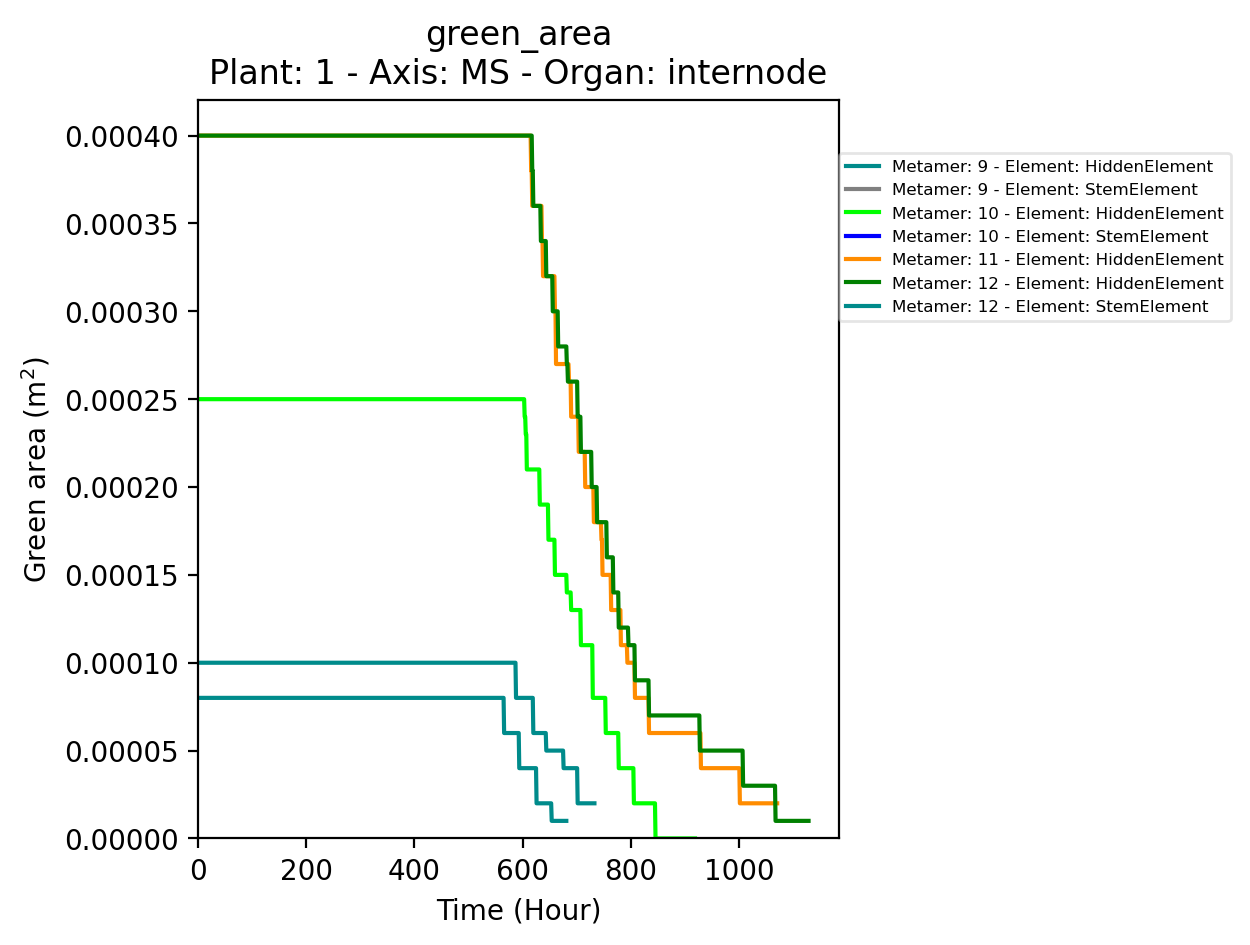 green_area
Plant: 1 - Axis: MS - Organ: internode
0.00040
0.00035
0.00030
0.00025
0.00020
0.00015
0.00010
0.00005
0.00000
Green area (m²)
0 200 400 600 800 1000
Time (Hour)
Metamer: 9 - Element: HiddenElement
Metamer: 9 - Element: StemElement
Metamer: 10 - Element: HiddenElement
Metamer: 10 - Element: StemElement
Metamer: 11 - Element: HiddenElement
Metamer: 12 - Element: HiddenElement
Metamer: 12 - Element: StemElement